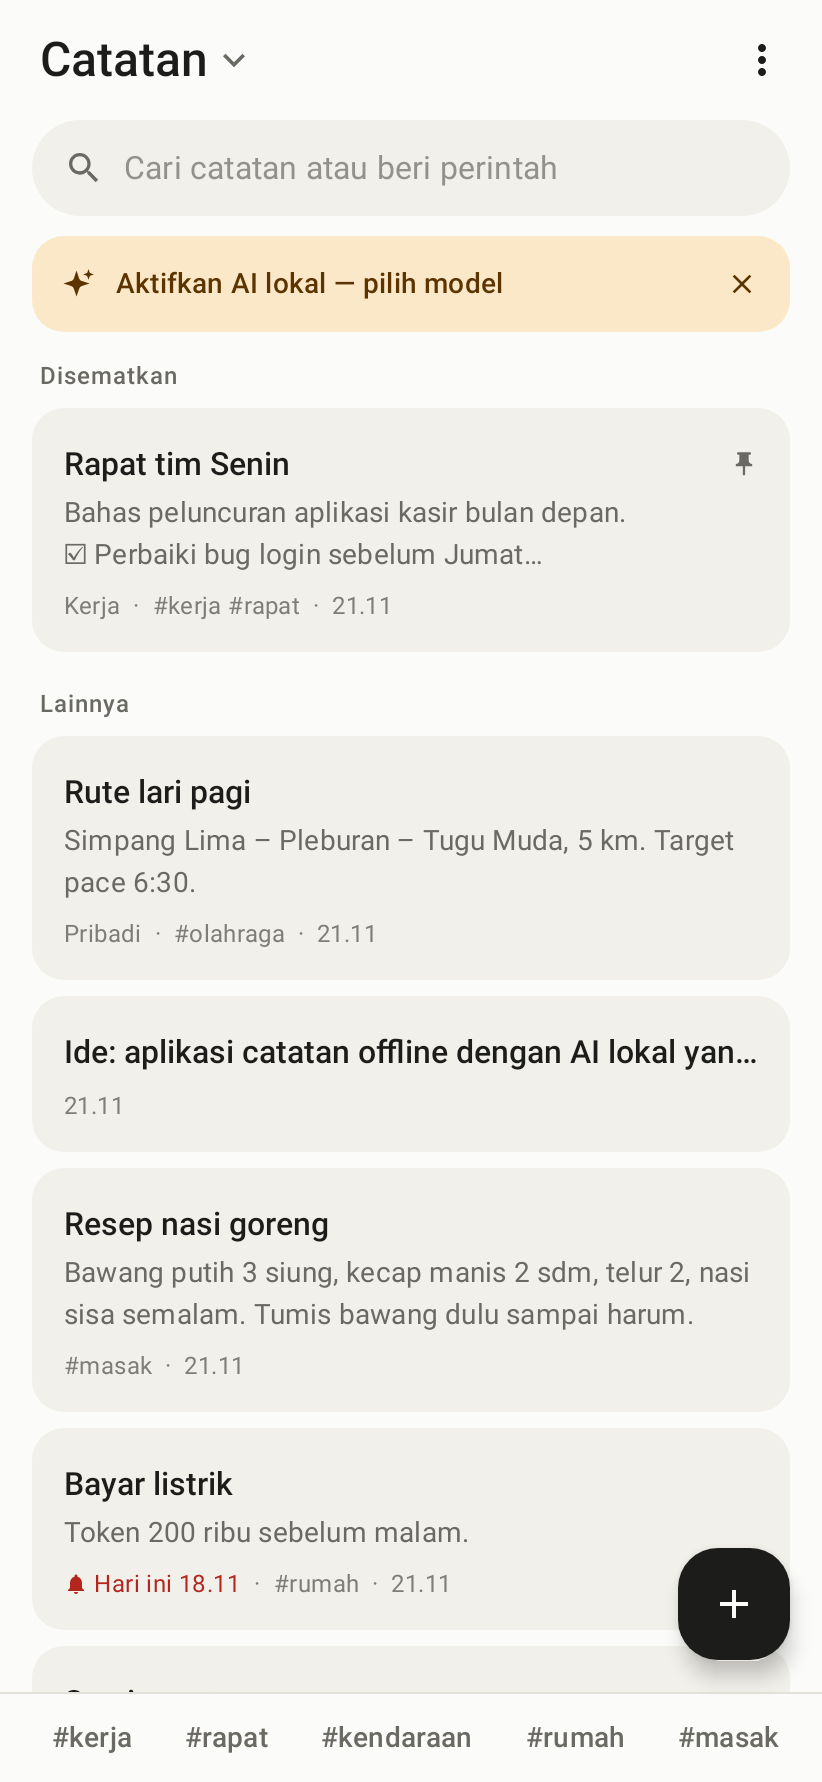 Catatan
Cari catatan atau beri perintah
Aktifkan AI lokal — pilih model
Disematkan
Rapat tim Senin
Bahas peluncuran aplikasi kasir bulan depan.
☑ Perbaiki bug login sebelum Jumat…
Kerja · #kerja #rapat · 21.11
Lainnya
Rute lari pagi
Simpang Lima – Pleburan – Tugu Muda, 5 km. Target
pace 6:30.
Pribadi · #olahraga · 21.11
Ide: aplikasi catatan offline dengan AI lokal yan…
21.11
Resep nasi goreng
Bawang putih 3 siung, kecap manis 2 sdm, telur 2, nasi
sisa semalam. Tumis bawang dulu sampai harum.
#masak · 21.11
Bayar listrik
Token 200 ribu sebelum malam.
Hari ini 18.11 · #rumah · 21.11
#kerja #rapat #kendaraan #rumah #masak